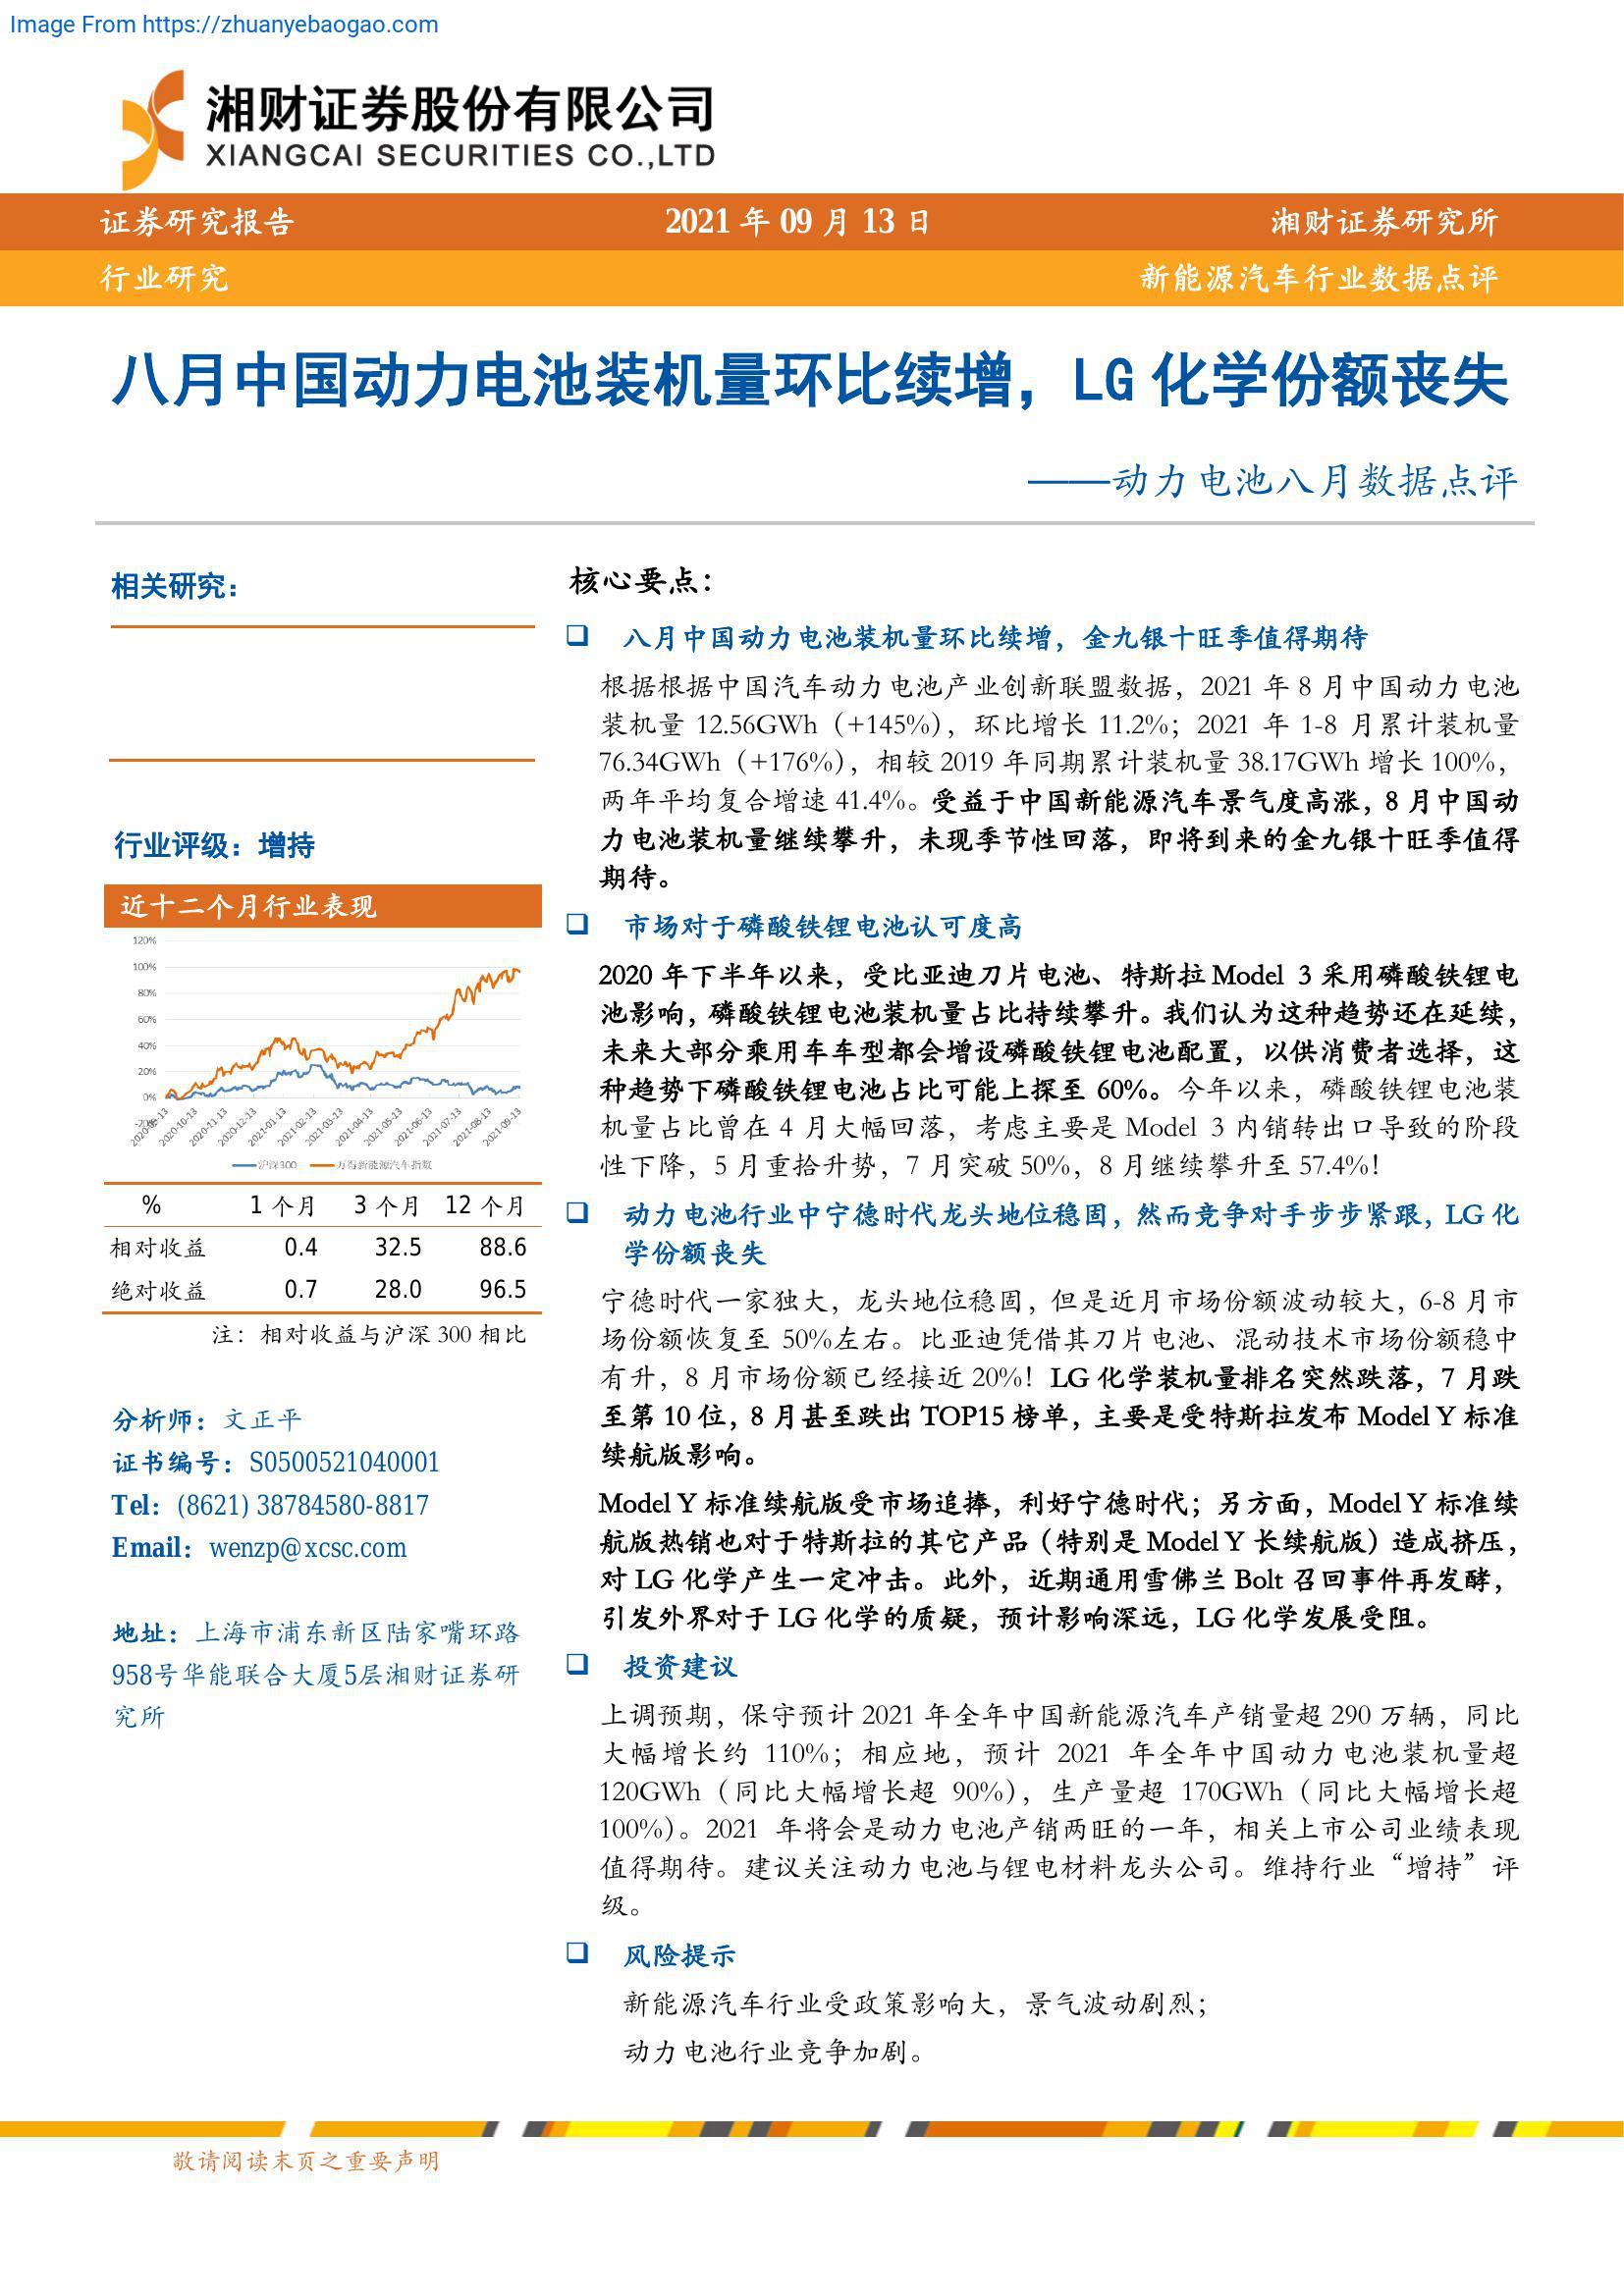 Image From https://zhuanyebaogao.com
湘财证券股份有限公司
XIANGCAI SECURITIES CO.,LTD
证券研究报告 2021 年 09 月 13 日 湘财证券研究所
行业研究 新能源汽车行业数据点评
八月中国动力电池装机量环比续增，LG 化学份额丧失
——动力电池八月数据点评
相关研究：
行业评级：增持
近十二个月行业表现
120%
100%
80%
60%
40%
20%
0%
-20%
2020-09-13 2020-10-13 2020-11-13 2020-12-13 2021-01-13 2021-02-13 2021-03-13 2021-04-13 2021-05-13 2021-06-13 2021-07-13 2021-08-13 2021-09-13
沪深300 万得新能源汽车指数
% 1 个月 3 个月 12 个月
相对收益 0.4 32.5 88.6
绝对收益 0.7 28.0 96.5
注：相对收益与沪深 300 相比
分析师：文正平
证书编号：S0500521040001
Tel：(8621) 38784580-8817
Email：wenzp@xcsc.com
地址：上海市浦东新区陆家嘴环路
958号华能联合大厦5层湘财证券研
究所
核心要点：
❑ 八月中国动力电池装机量环比续增，金九银十旺季值得期待
根据根据中国汽车动力电池产业创新联盟数据，2021 年 8 月中国动力电池
装机量 12.56GWh（+145%），环比增长 11.2%；2021 年 1-8 月累计装机量
76.34GWh（+176%），相较 2019 年同期累计装机量 38.17GWh 增长 100%，
两年平均复合增速 41.4%。受益于中国新能源汽车景气度高涨，8 月中国动
力电池装机量继续攀升，未现季节性回落，即将到来的金九银十旺季值得
期待。
❑ 市场对于磷酸铁锂电池认可度高
2020 年下半年以来，受比亚迪刀片电池、特斯拉 Model 3 采用磷酸铁锂电
池影响，磷酸铁锂电池装机量占比持续攀升。我们认为这种趋势还在延续，
未来大部分乘用车车型都会增设磷酸铁锂电池配置，以供消费者选择，这
种趋势下磷酸铁锂电池占比可能上探至 60%。今年以来，磷酸铁锂电池装
机量占比曾在 4 月大幅回落，考虑主要是 Model 3 内销转出口导致的阶段
性下降，5 月重拾升势，7 月突破 50%，8 月继续攀升至 57.4%！
❑ 动力电池行业中宁德时代龙头地位稳固，然而竞争对手步步紧跟，LG 化
学份额丧失
宁德时代一家独大，龙头地位稳固，但是近月市场份额波动较大，6-8 月市
场份额恢复至 50%左右。比亚迪凭借其刀片电池、混动技术市场份额稳中
有升，8 月市场份额已经接近 20%！LG 化学装机量排名突然跌落，7 月跌
至第 10 位，8 月甚至跌出 TOP15 榜单，主要是受特斯拉发布 Model Y 标准
续航版影响。
Model Y 标准续航版受市场追捧，利好宁德时代；另方面，Model Y 标准续
航版热销也对于特斯拉的其它产品（特别是 Model Y 长续航版）造成挤压，
对 LG 化学产生一定冲击。此外，近期通用雪佛兰 Bolt 召回事件再发酵，
引发外界对于 LG 化学的质疑，预计影响深远，LG 化学发展受阻。
❑ 投资建议
上调预期，保守预计 2021 年全年中国新能源汽车产销量超 290 万辆，同比
大幅增长约 110%；相应地，预计 2021 年全年中国动力电池装机量超
120GWh（同比大幅增长超 90%），生产量超 170GWh（同比大幅增长超
100%）。2021 年将会是动力电池产销两旺的一年，相关上市公司业绩表现
值得期待。建议关注动力电池与锂电材料龙头公司。维持行业“增持”评
级。
❑ 风险提示
新能源汽车行业受政策影响大，景气波动剧烈；
动力电池行业竞争加剧。
敬请阅读末页之重要声明